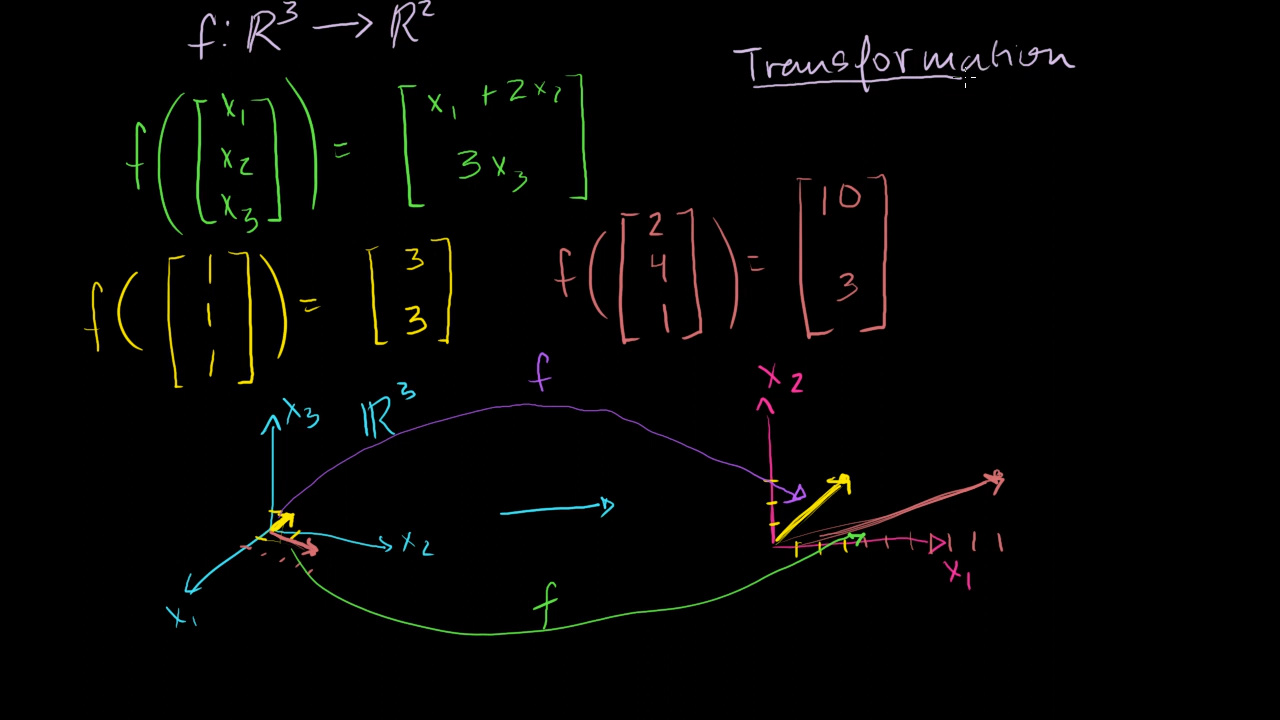 f: ℝ³ → ℝ²
Transformation
f([x₁ x₂ x₃]) = [x₁ + 2x₂ 3x₃]
f([1 1 1]) = [3 3]
f([2 4 1]) = [10 3]
f
x₃ ℝ³
x₂
x₂
x₁
x₁
f